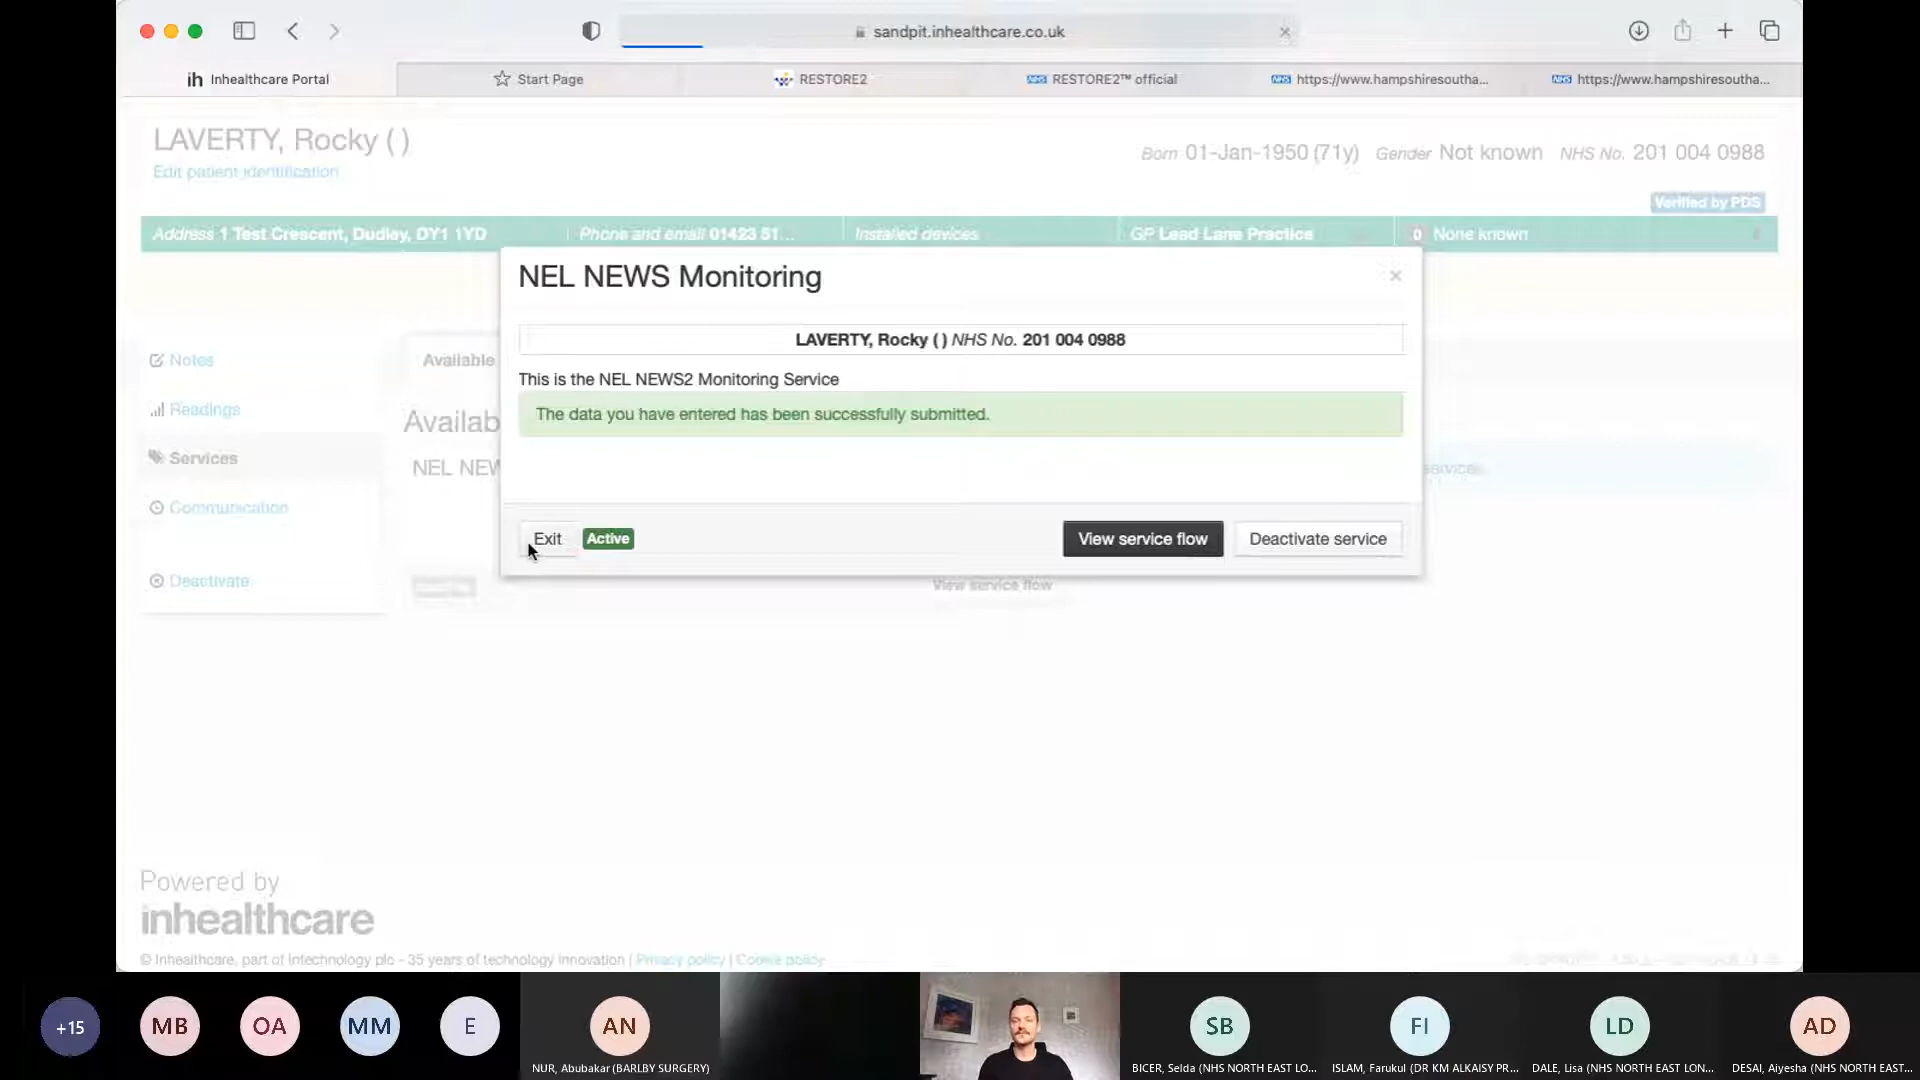 sandpit.inhealthcare.co.uk
ih Inhealthcare Portal
Start Page
RESTORE2
RESTORE2™ official
https://www.hampshiresoutha...
https://www.hampshiresoutha...
LAVERTY, Rocky ( )
Edit patient identification
Born 01-Jan-1950 (71y) Gender Not known NHS No. 201 004 0988
Verified by PDS
Address 1 Test Crescent, Dudley, DY1 1YD
Phone and email 01423 51...
Installed devices
GP Lead Lane Practice
0 None known
NEL NEWS Monitoring
LAVERTY, Rocky ( ) NHS No. 201 004 0988
This is the NEL NEWS2 Monitoring Service
The data you have entered has been successfully submitted.
Exit
Active
View service flow
Deactivate service
Notes
Readings
Services
Communication
Deactivate
Available
Availab
NEL NEW
services.
View service flow
Powered by
inhealthcare
© Inhealthcare, part of Intechnology plc - 35 years of technology innovation | Privacy policy | Cookie policy
+15
MB
OA
MM
E
AN
NUR, Abubakar (BARLBY SURGERY)
SB
BICER, Selda (NHS NORTH EAST LO...
FI
ISLAM, Farukul (DR KM ALKAISY PR...
LD
DALE, Lisa (NHS NORTH EAST LON...
AD
DESAI, Aiyesha (NHS NORTH EAST...